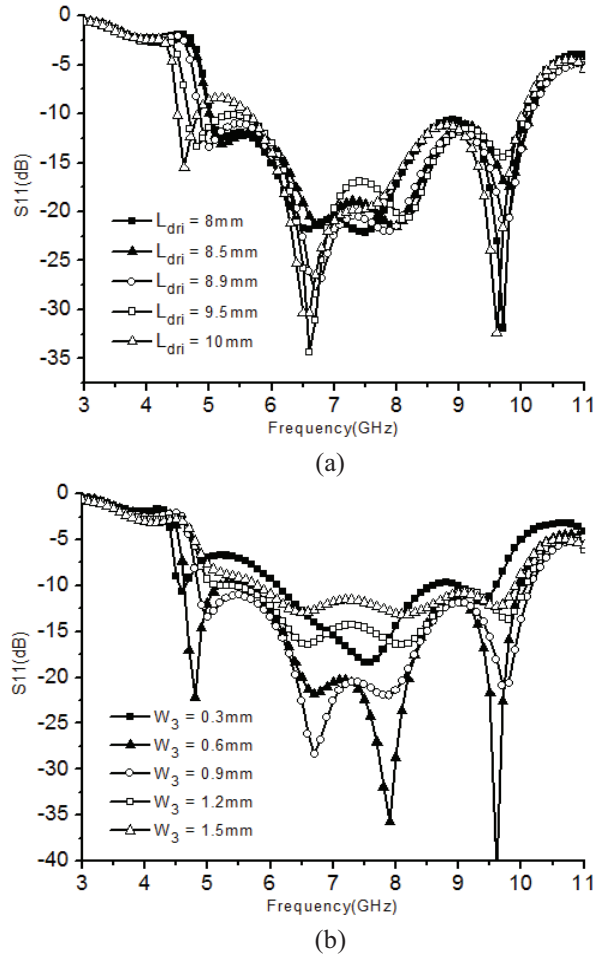 0
-5
-10
-15
-20
-25
-30
-35
S11(dB)
L_dri = 8mm
L_dri = 8.5mm
L_dri = 8.9mm
L_dri = 9.5mm
L_dri = 10mm
3 4 5 6 7 8 9 10 11
Frequency(GHz)
(a)
0
-5
-10
-15
-20
-25
-30
-35
-40
S11(dB)
W_3 = 0.3mm
W_3 = 0.6mm
W_3 = 0.9mm
W_3 = 1.2mm
W_3 = 1.5mm
3 4 5 6 7 8 9 10 11
Frequency(GHz)
(b)